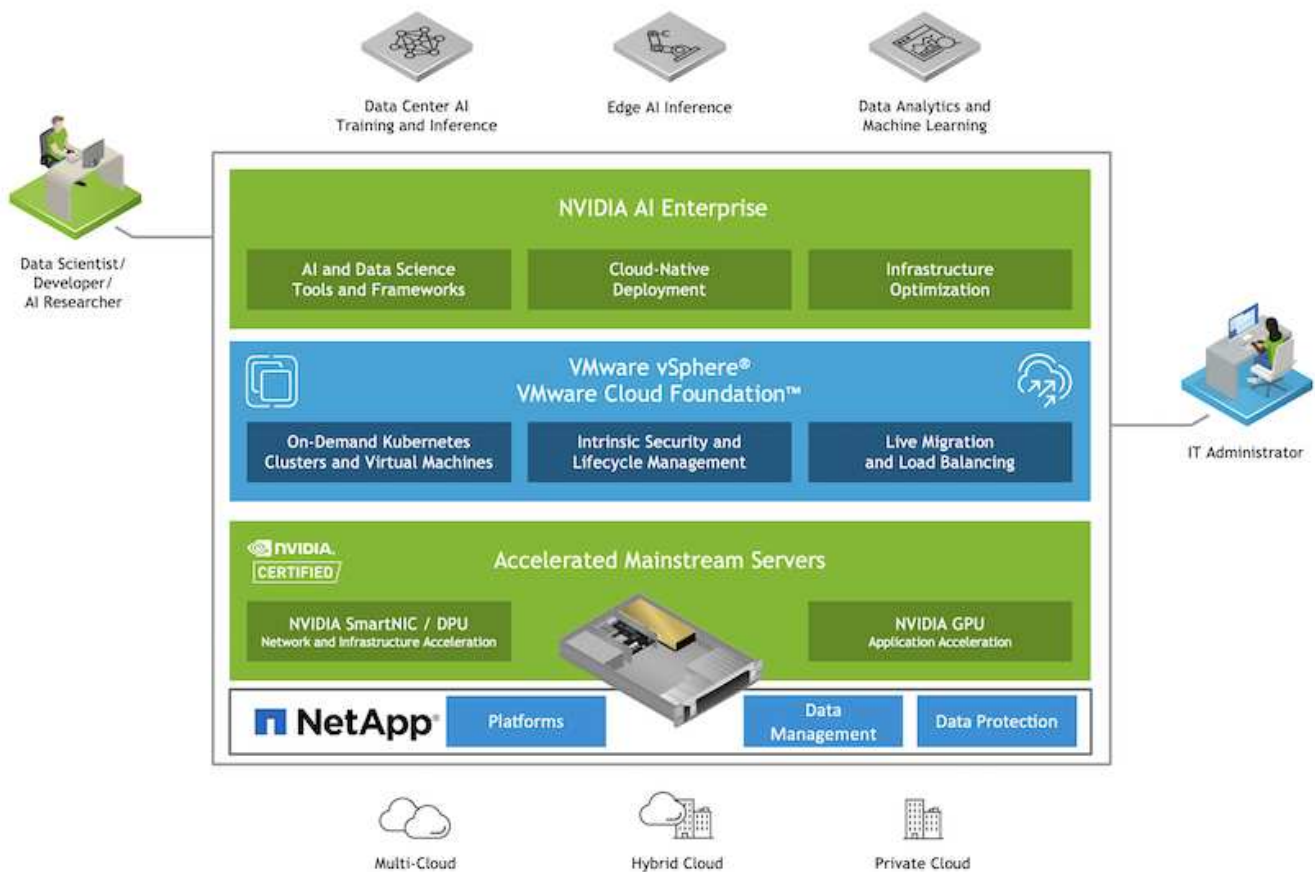 Data Center AI
Training and Inference
Edge AI Inference
Data Analytics and
Machine Learning
Data Scientist/
Developer/
AI Researcher
NVIDIA AI Enterprise
AI and Data Science
Tools and Frameworks
Cloud-Native
Deployment
Infrastructure
Optimization
VMware vSphere®
VMware Cloud Foundation™
On-Demand Kubernetes
Clusters and Virtual Machines
Intrinsic Security and
Lifecycle Management
Live Migration
and Load Balancing
IT Administrator
NVIDIA.
CERTIFIED
Accelerated Mainstream Servers
NVIDIA SmartNIC / DPU
Network and Infrastructure Acceleration
NVIDIA GPU
Application Acceleration
NetApp®
Platforms
Data
Management
Data Protection
Multi-Cloud
Hybrid Cloud
Private Cloud